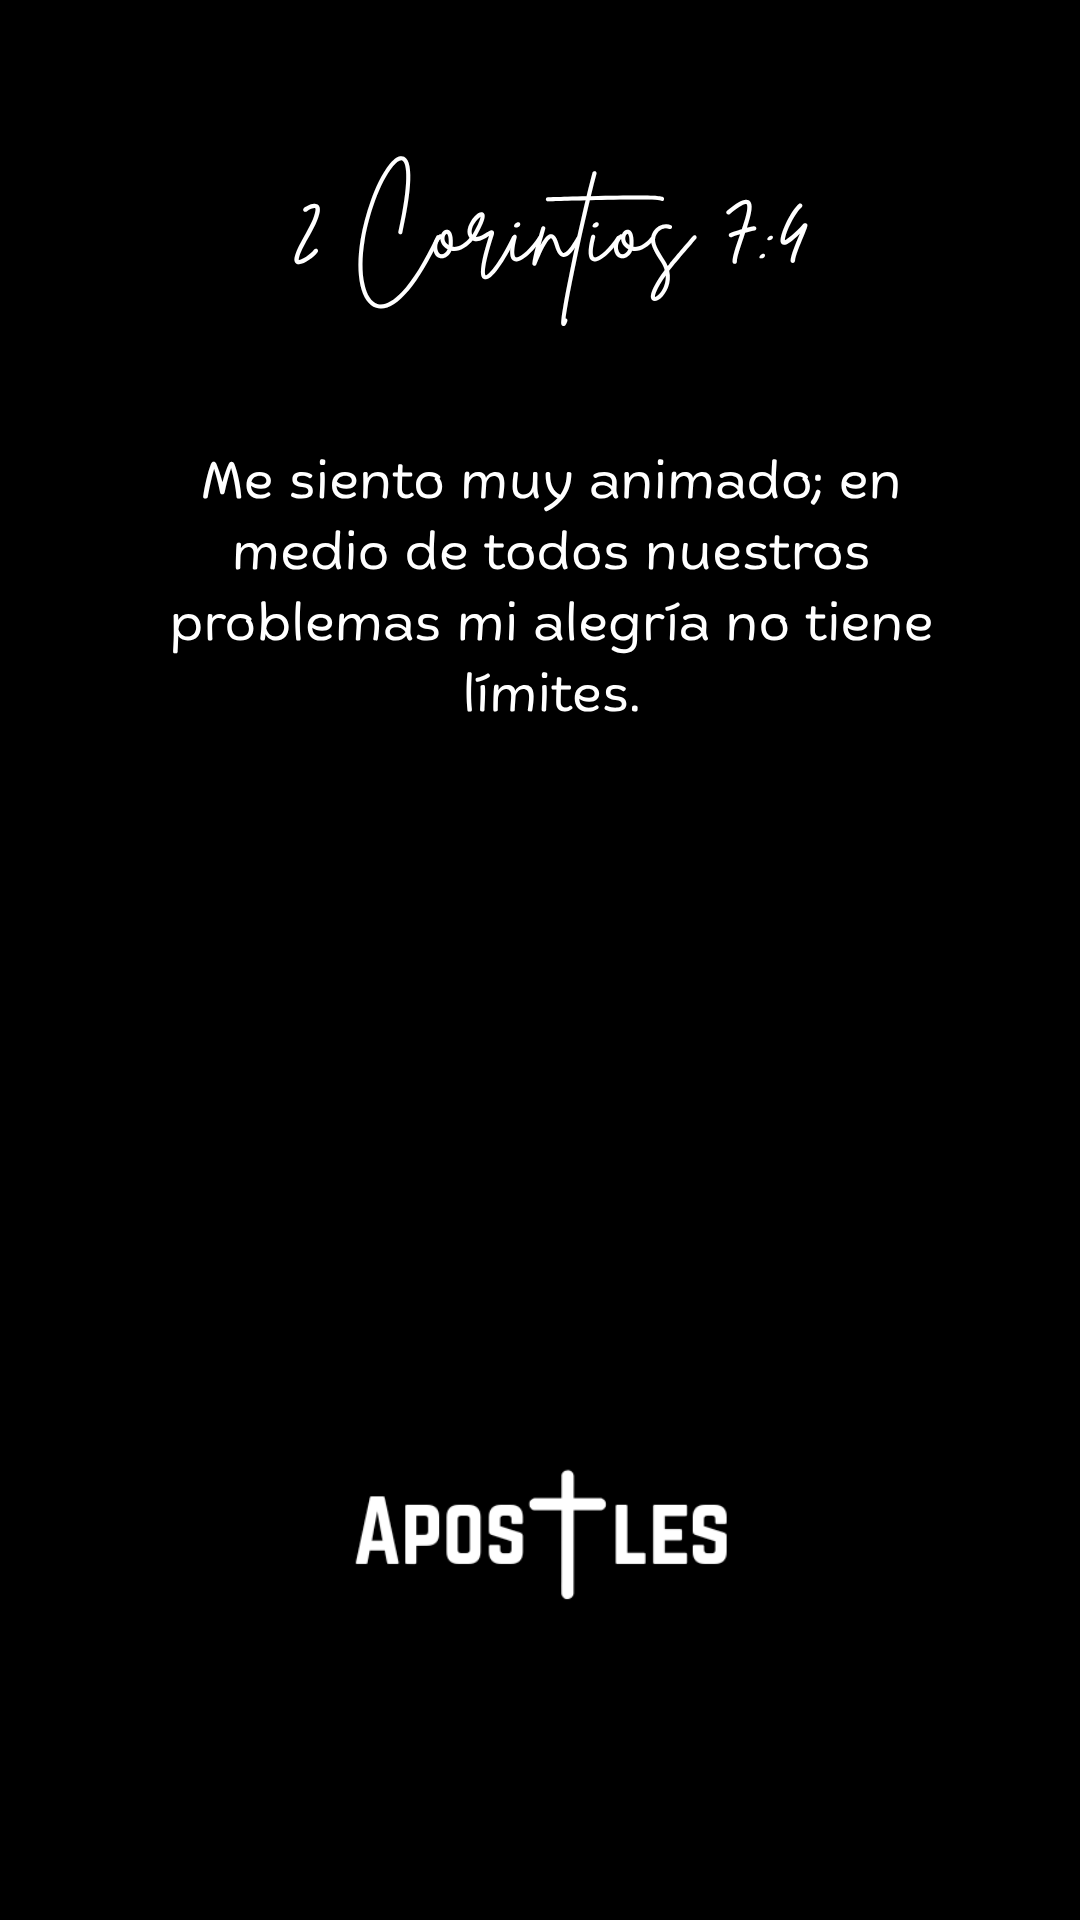 2 Corintios 7:4
Me siento muy animado; en
medio de todos nuestros
problemas mi alegría no tiene
límites.
APOSTLES